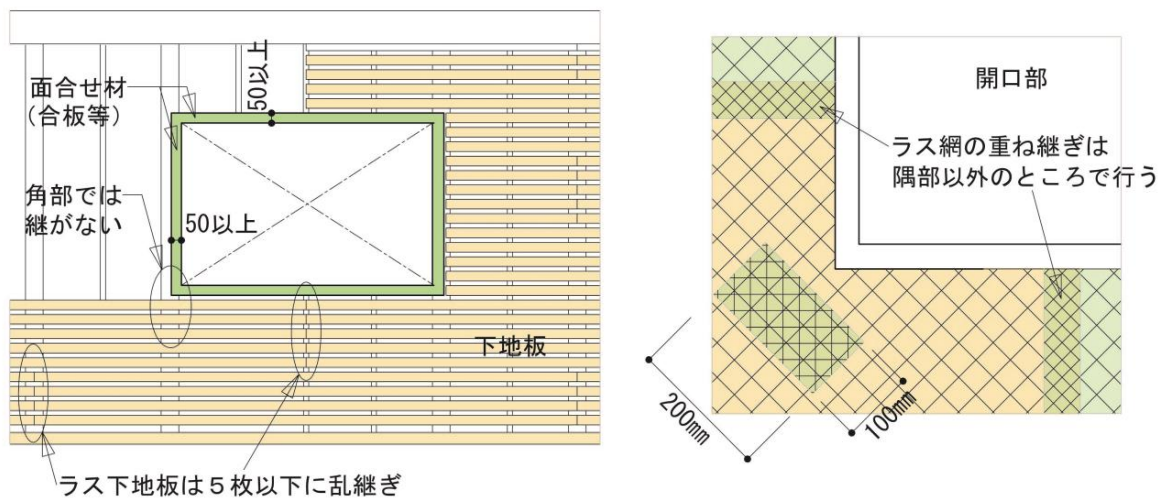 面合せ材
(合板等)
50以上
角部では
継がない
50以上
下地板
ラス下地板は5枚以下に乱継ぎ
開口部
ラス網の重ね継ぎは
隅部以外のところで行う
200mm
100mm